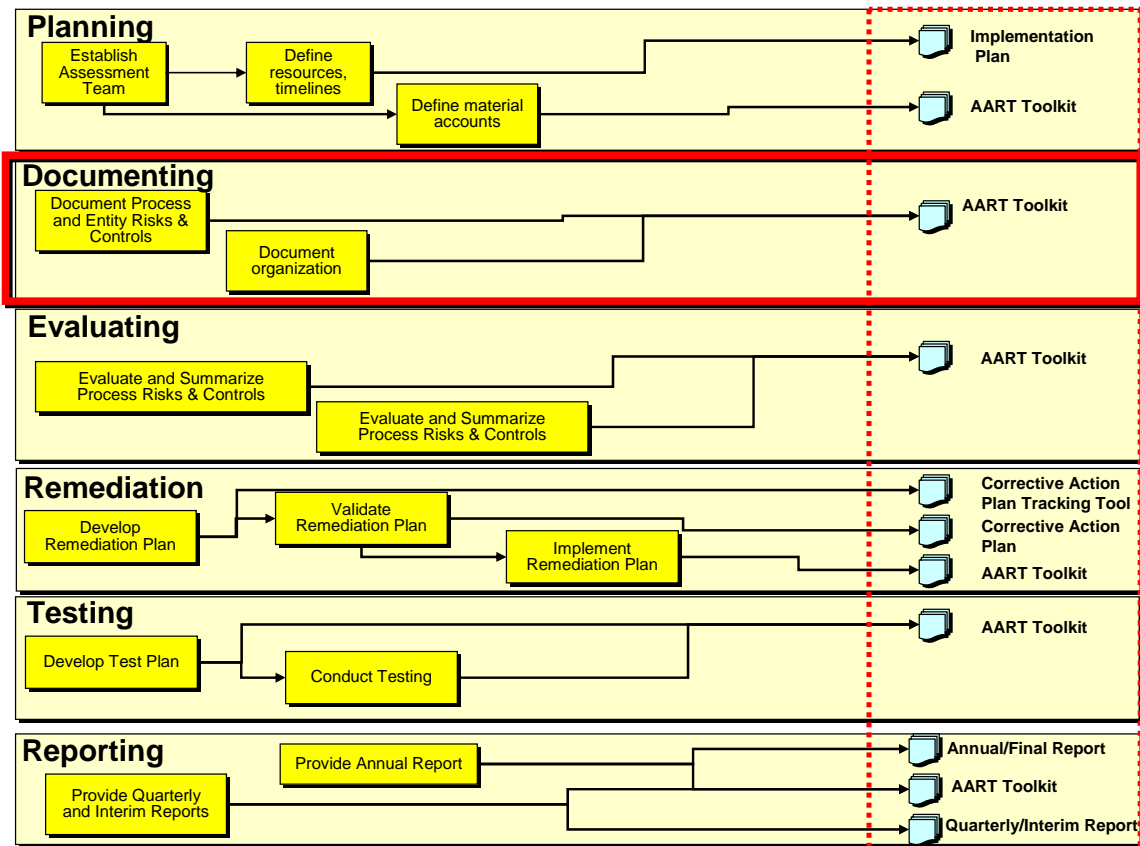 Planning
Establish
Assessment
Team
Define
resources,
timelines
Define material
accounts
Implementation
Plan
AART Toolkit
Documenting
Document Process
and Entity Risks &
Controls
Document
organization
AART Toolkit
Evaluating
Evaluate and Summarize
Process Risks & Controls
Evaluate and Summarize
Process Risks & Controls
AART Toolkit
Remediation
Develop
Remediation Plan
Validate
Remediation Plan
Implement
Remediation Plan
Corrective Action
Plan Tracking Tool
Corrective Action
Plan
AART Toolkit
Testing
Develop Test Plan
Conduct Testing
AART Toolkit
Reporting
Provide Annual Report
Provide Quarterly
and Interim Reports
Annual/Final Report
AART Toolkit
Quarterly/Interim Report